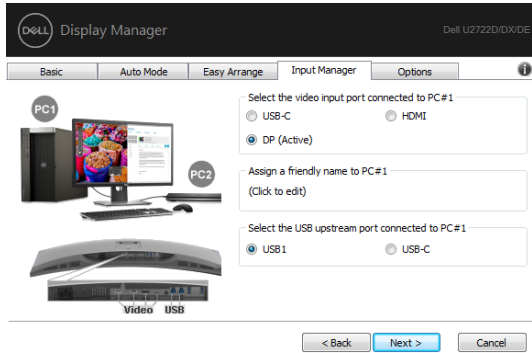 DELL Display Manager
Dell U2722D/DX/DE
Basic Auto Mode Easy Arrange Input Manager Options
PC1
PC2
Video USB
Select the video input port connected to PC#1
USB-C HDMI
DP (Active)
Assign a friendly name to PC#1
(Click to edit)
Select the USB upstream port connected to PC#1
USB1 USB-C
< Back Next > Cancel